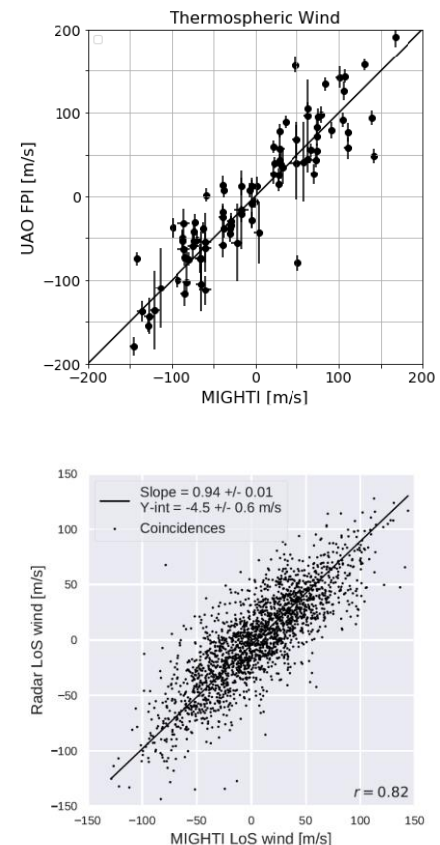 Thermospheric Wind
200
100
0
−100
−200
UAO FPI [m/s]
−200 −100 0 100 200
MIGHTI [m/s]
150
100
50
0
−50
−100
−150
Radar LoS wind [m/s]
Slope = 0.94 +/- 0.01
Y-int = -4.5 +/- 0.6 m/s
Coincidences
r = 0.82
−150 −100 −50 0 50 100 150
MIGHTI LoS wind [m/s]